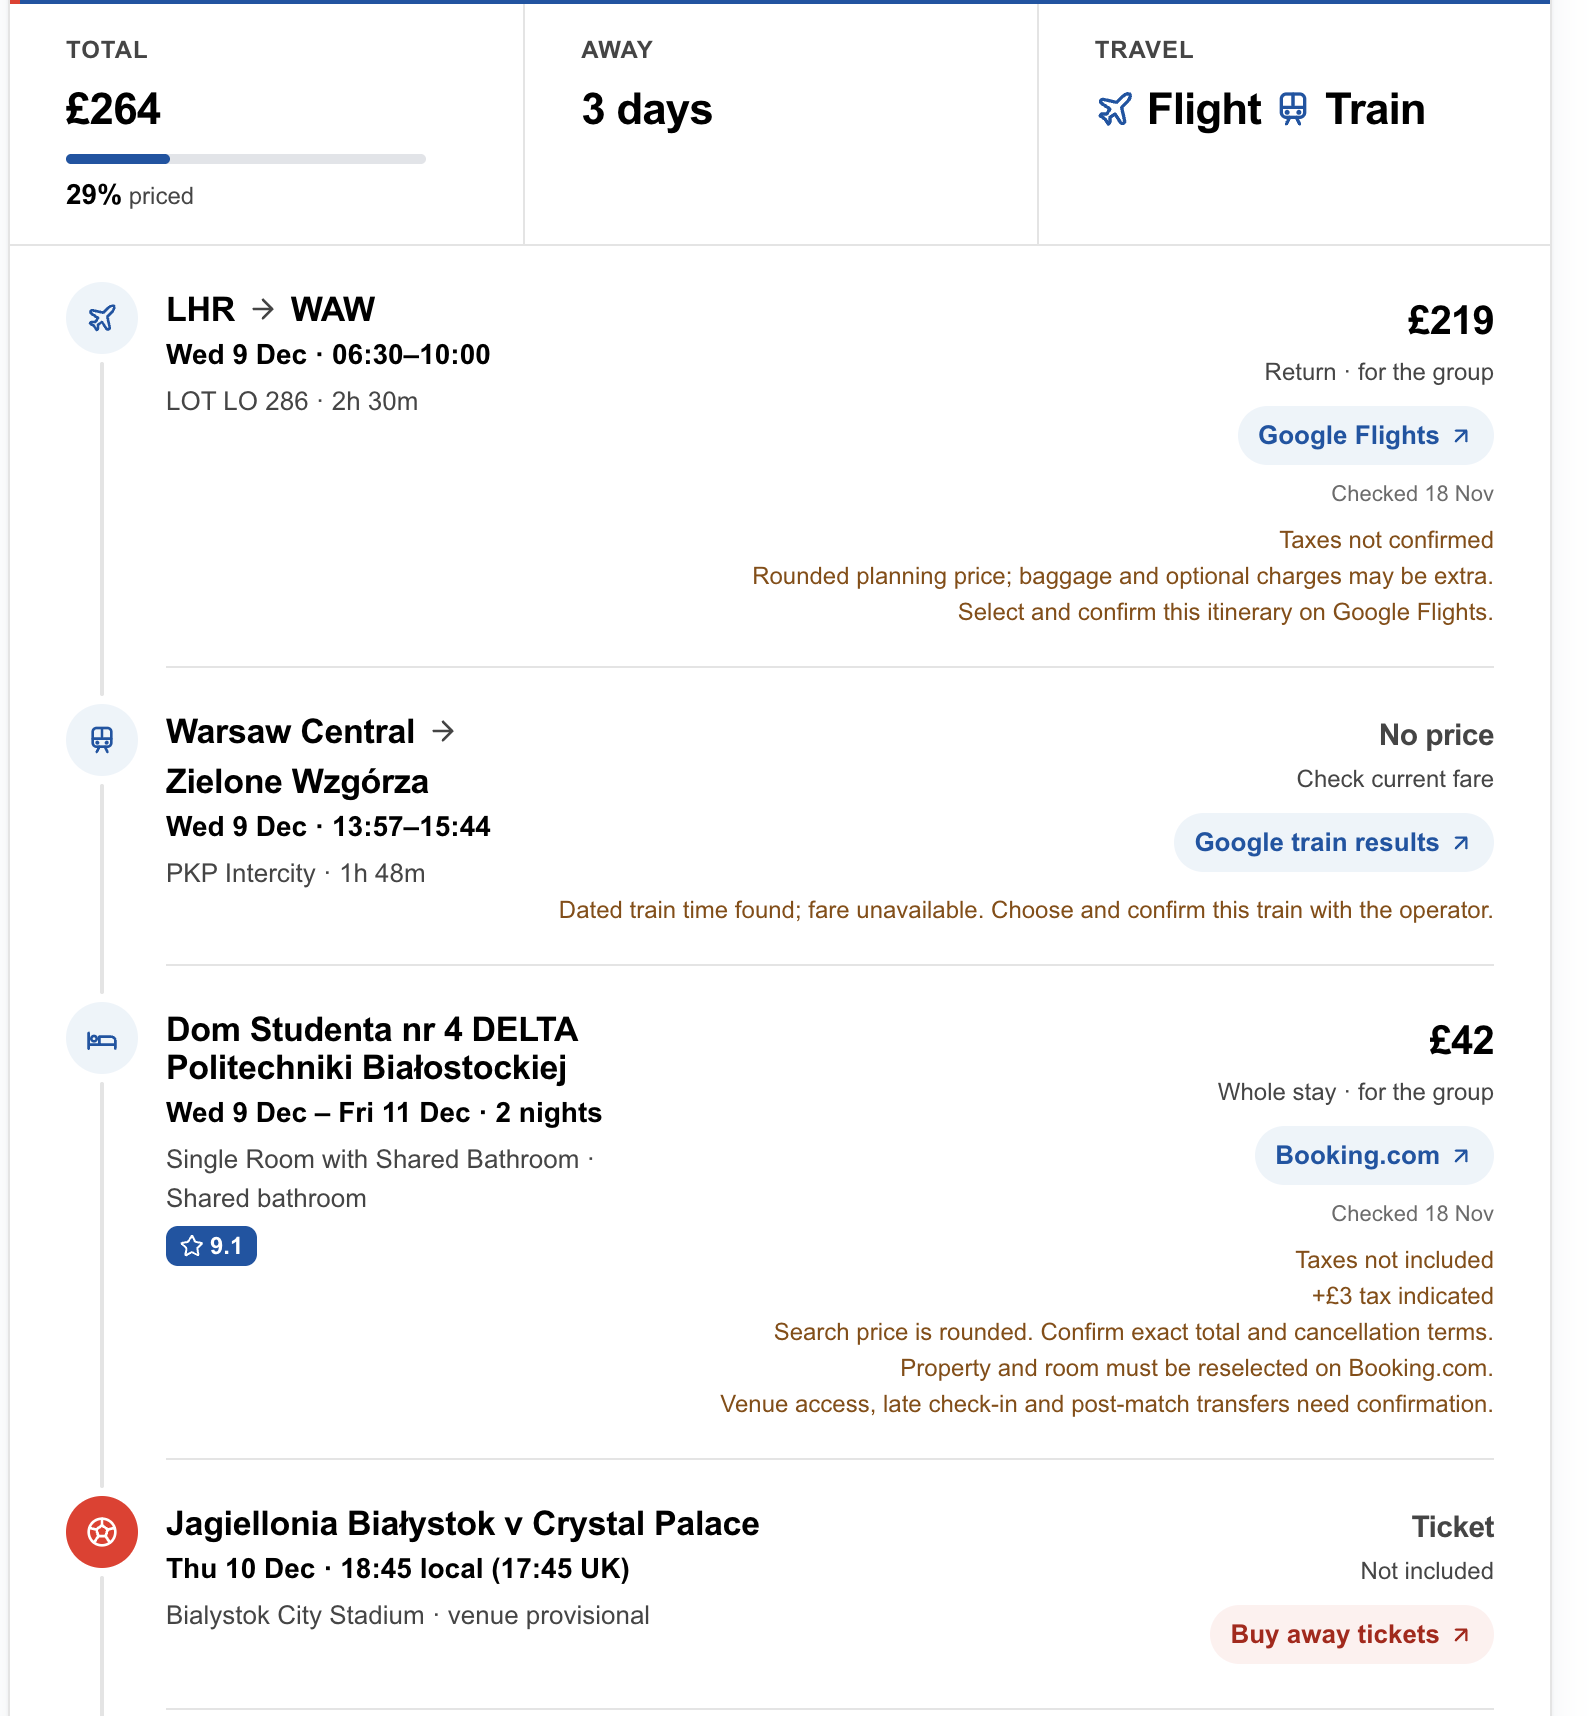 TOTAL
£264
29% priced
AWAY
3 days
TRAVEL
Flight Train
LHR → WAW
Wed 9 Dec · 06:30–10:00
LOT LO 286 · 2h 30m
£219
Return · for the group
Google Flights ↗
Checked 18 Nov
Taxes not confirmed
Rounded planning price; baggage and optional charges may be extra.
Select and confirm this itinerary on Google Flights.
Warsaw Central →
Zielone Wzgórza
Wed 9 Dec · 13:57–15:44
PKP Intercity · 1h 48m
No price
Check current fare
Google train results ↗
Dated train time found; fare unavailable. Choose and confirm this train with the operator.
Dom Studenta nr 4 DELTA
Politechniki Białostockiej
Wed 9 Dec – Fri 11 Dec · 2 nights
Single Room with Shared Bathroom ·
Shared bathroom
9.1
£42
Whole stay · for the group
Booking.com ↗
Checked 18 Nov
Taxes not included
+£3 tax indicated
Search price is rounded. Confirm exact total and cancellation terms.
Property and room must be reselected on Booking.com.
Venue access, late check-in and post-match transfers need confirmation.
Jagiellonia Białystok v Crystal Palace
Thu 10 Dec · 18:45 local (17:45 UK)
Bialystok City Stadium · venue provisional
Ticket
Not included
Buy away tickets ↗